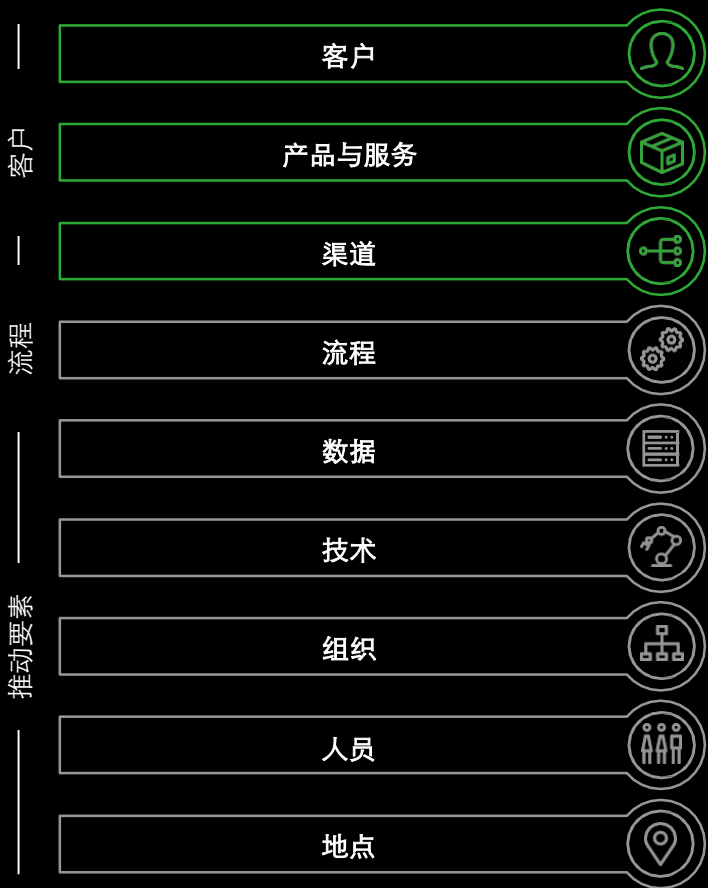 客户
客户
产品与服务
渠道
流程
流程
推动要素
数据
技术
组织
人员
地点